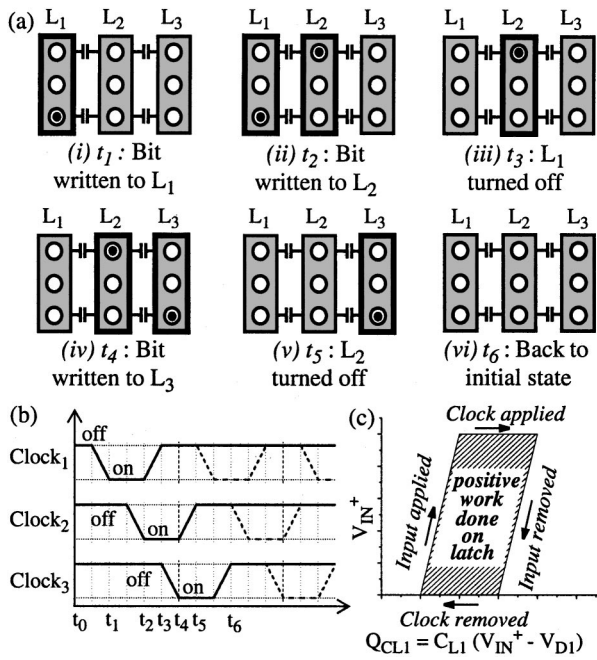 (a)
L1 L2 L3
L1 L2 L3
L1 L2 L3
(i) t1 : Bit
written to L1
(ii) t2 : Bit
written to L2
(iii) t3 : L1
turned off
L1 L2 L3
L1 L2 L3
L1 L2 L3
(iv) t4 : Bit
written to L3
(v) t5 : L2
turned off
(vi) t6 : Back to
initial state
(b)
off
Clock1
on
Clock2
off
on
Clock3
off
on
t0 t1 t2 t3 t4 t5 t6
(c)
Clock applied
VIN+
Input applied
positive
work
done
on
latch
Input removed
Clock removed
QCL1 = CL1 (VIN+ - VD1)